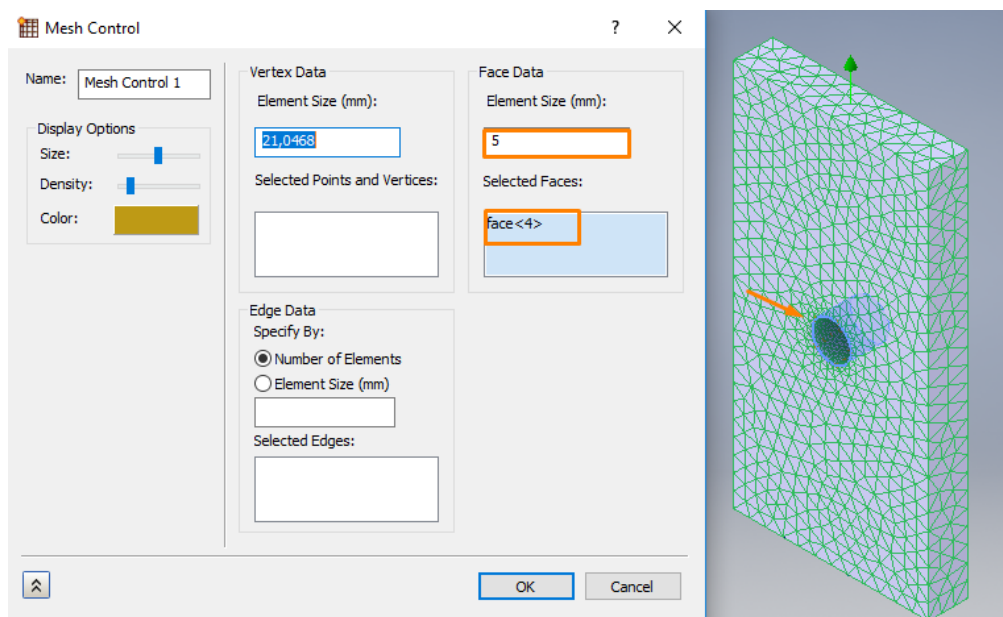 Mesh Control
?
Name:
Mesh Control 1
Display Options
Size:
Density:
Color:
Vertex Data
Element Size (mm):
21,0468
Selected Points and Vertices:
Face Data
Element Size (mm):
5
Selected Faces:
face<4>
Edge Data
Specify By:
Number of Elements
Element Size (mm)
Selected Edges:
OK
Cancel